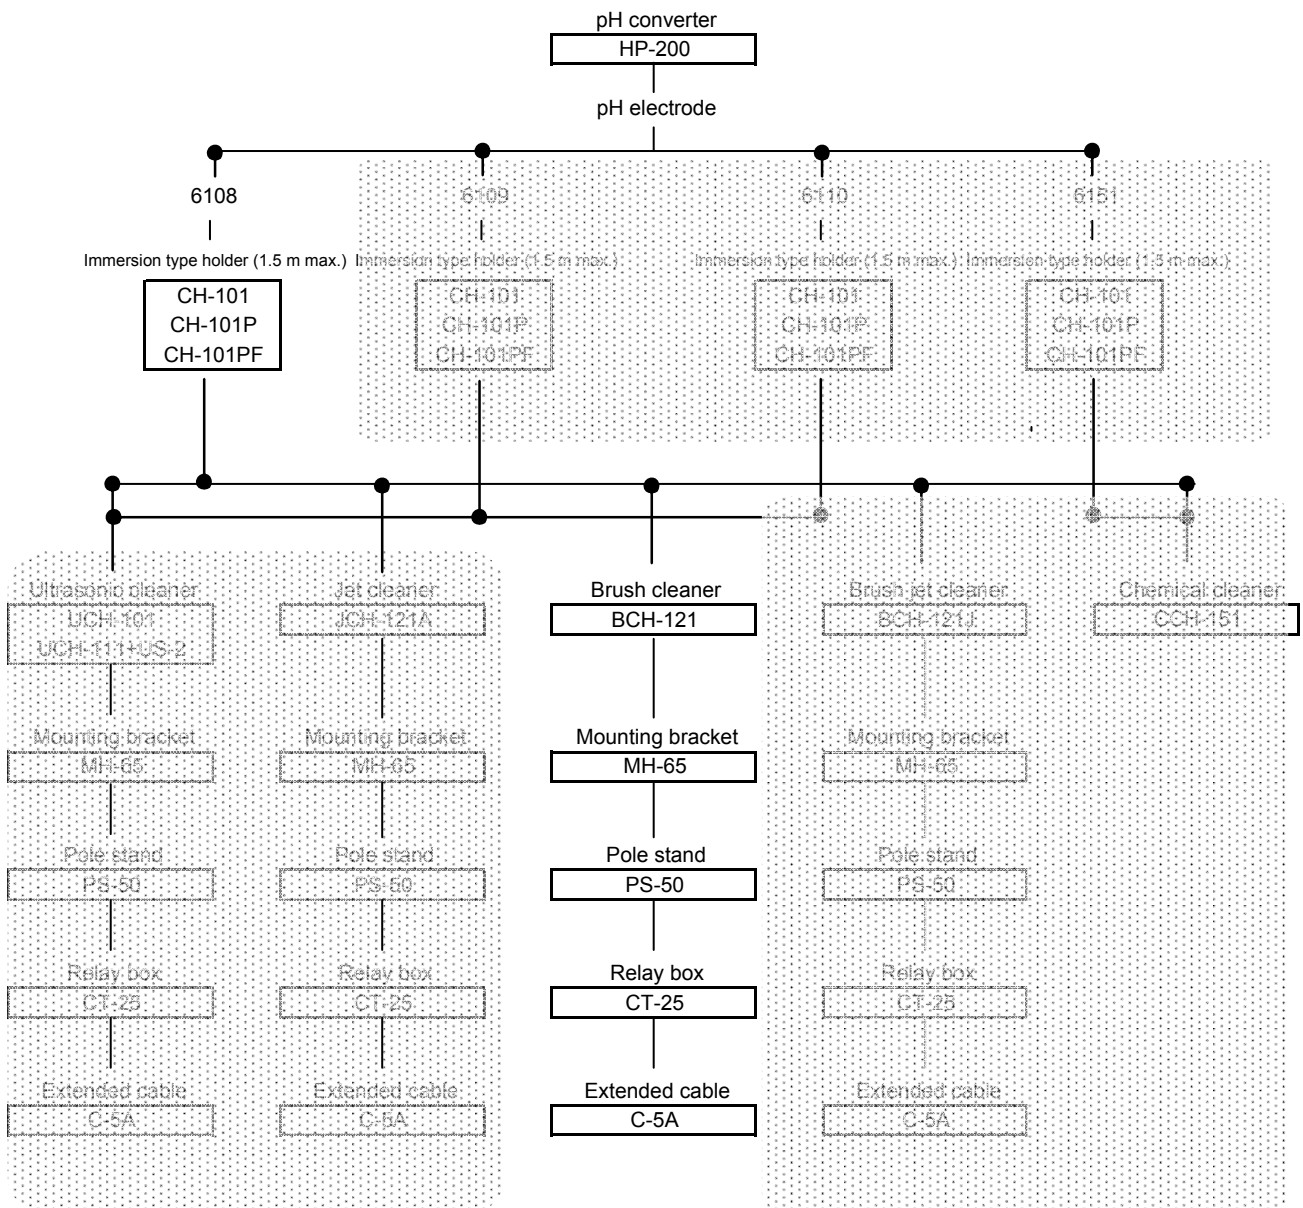 pH converter
HP-200
pH electrode
6108
6109
6110
6151
Immersion type holder (1.5 m max.)
Immersion type holder (1.5 m max.)
Immersion type holder (1.5 m max.)
Immersion type holder (1.5 m max.)
CH-101
CH-101P
CH-101PF
CH-101
CH-101P
CH-101PF
CH-101
CH-101P
CH-101PF
CH-101
CH-101P
CH-101PF
Ultrasonic cleaner
UCH-101
UCH-111+US-2
Mounting bracket
MH-65
Pole stand
PS-50
Relay box
CT-25
Extended cable
C-5A
Jet cleaner
JCH-121A
Mounting bracket
MH-65
Pole stand
PS-50
Relay box
CT-25
Extended cable
C-5A
Brush cleaner
BCH-121
Mounting bracket
MH-65
Pole stand
PS-50
Relay box
CT-25
Extended cable
C-5A
Brush jet cleaner
BCH-121J
Mounting bracket
MH-65
Pole stand
PS-50
Relay box
CT-25
Extended cable
C-5A
Chemical cleaner
CCH-151